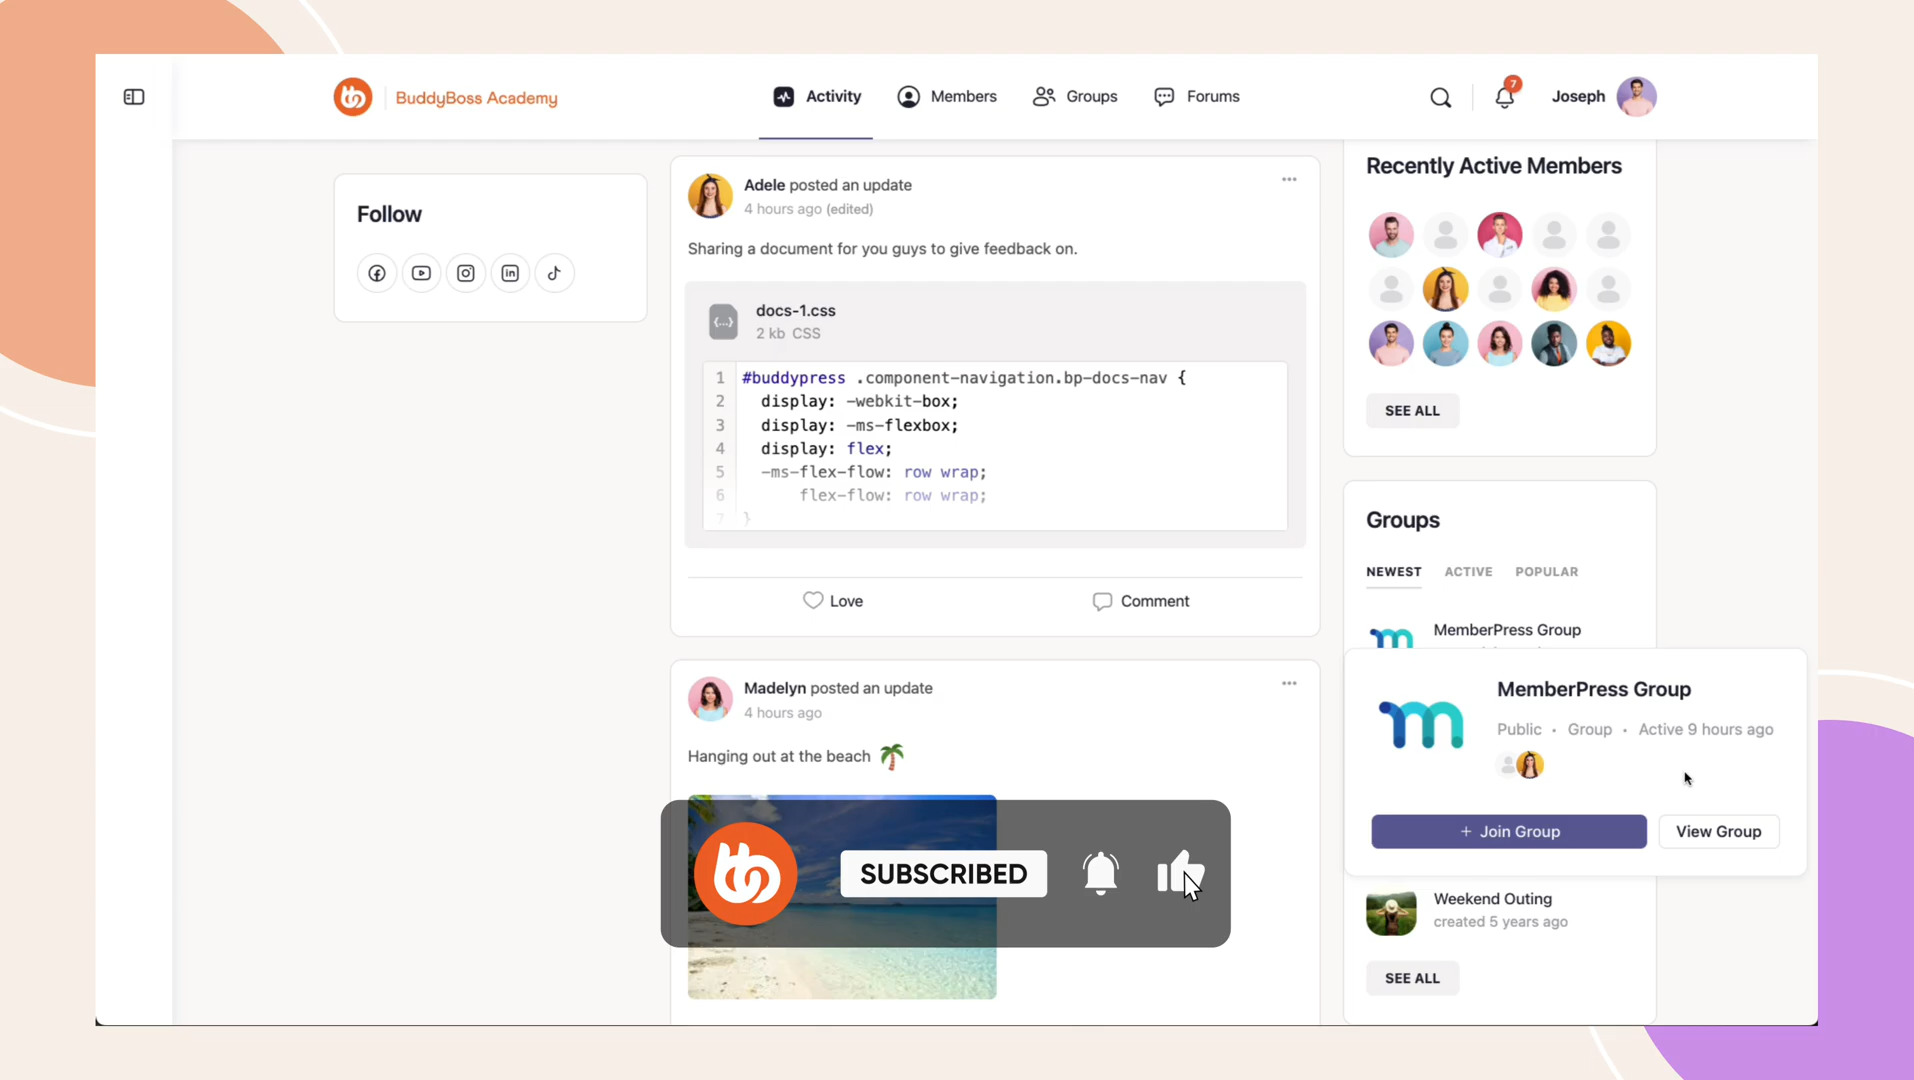 BuddyBoss Academy
Activity
Members
Groups
Forums
7
Joseph
Follow
Adele posted an update
4 hours ago (edited)
Sharing a document for you guys to give feedback on.
{...}
docs-1.css
2 kb CSS
1 #buddypress .component-navigation.bp-docs-nav {
2 display: -webkit-box;
3 display: -ms-flexbox;
4 display: flex;
5 -ms-flex-flow: row wrap;
6 flex-flow: row wrap;
7 }
Love
Comment
Madelyn posted an update
4 hours ago
Hanging out at the beach
SUBSCRIBED
Recently Active Members
SEE ALL
Groups
NEWEST ACTIVE POPULAR
MemberPress Group
MemberPress Group
Public • Group • Active 9 hours ago
+ Join Group
View Group
Weekend Outing
created 5 years ago
SEE ALL